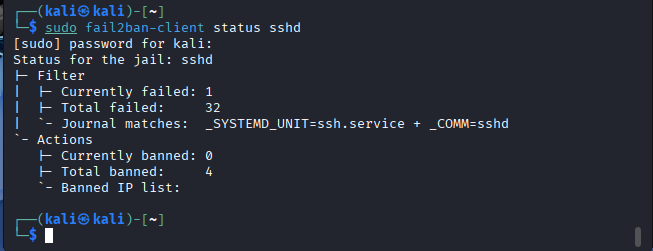 ┌──(kali㉿kali)-[~]
└─$ sudo fail2ban-client status sshd
[sudo] password for kali:
Status for the jail: sshd
|- Filter
|  |- Currently failed: 1
|  |- Total failed:     32
|  `- Journal matches:  _SYSTEMD_UNIT=ssh.service + _COMM=sshd
`- Actions
   |- Currently banned: 0
   |- Total banned:     4
   `- Banned IP list:
┌──(kali㉿kali)-[~]
└─$